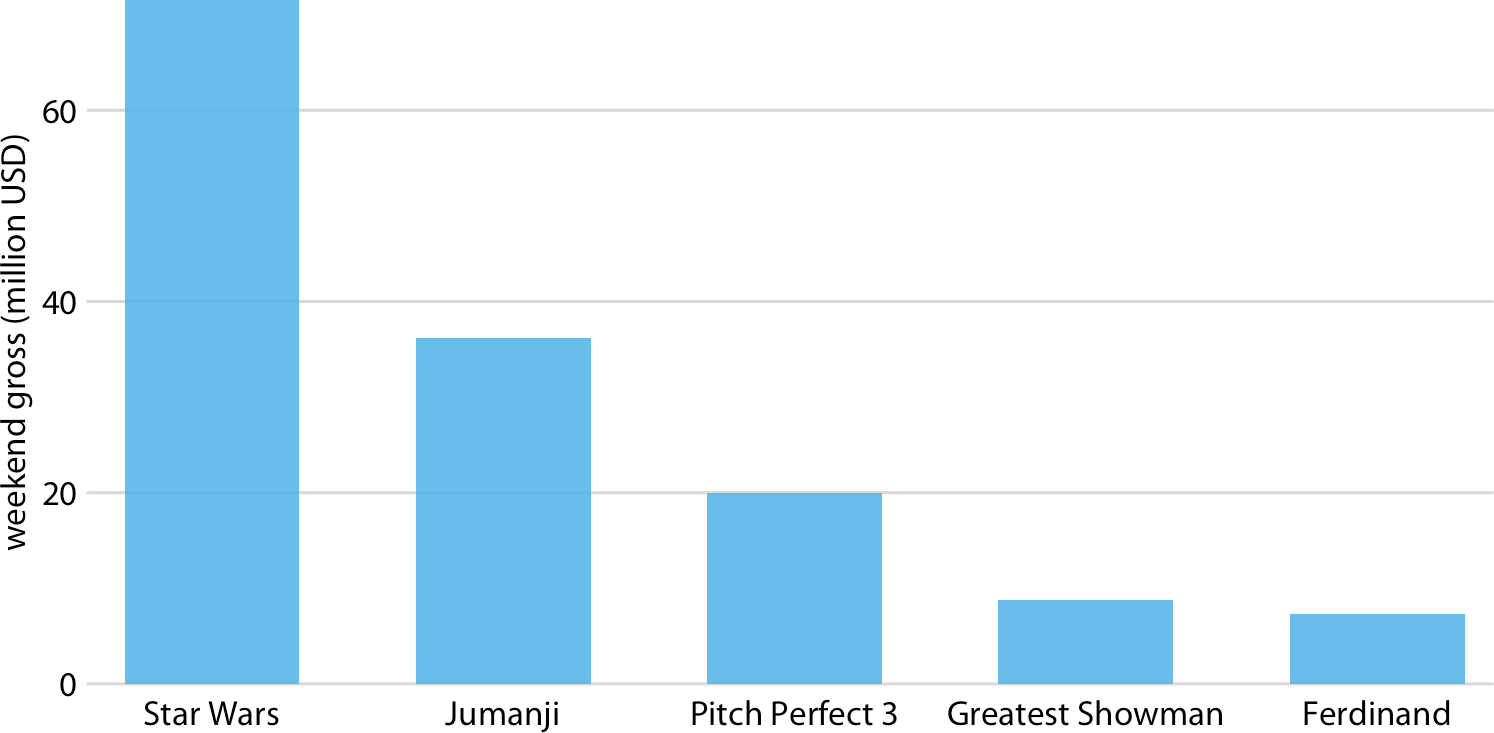 weekend gross (million USD)
60
40
20
0
Star Wars
Jumanji
Pitch Perfect 3
Greatest Showman
Ferdinand